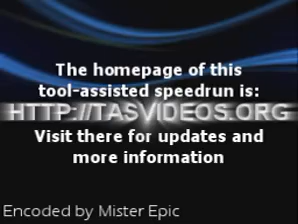 The homepage of this
tool-assisted speedrun is:
HTTP://TASVIDEOS.ORG
Visit there for updates and
more information
Encoded by Mister Epic